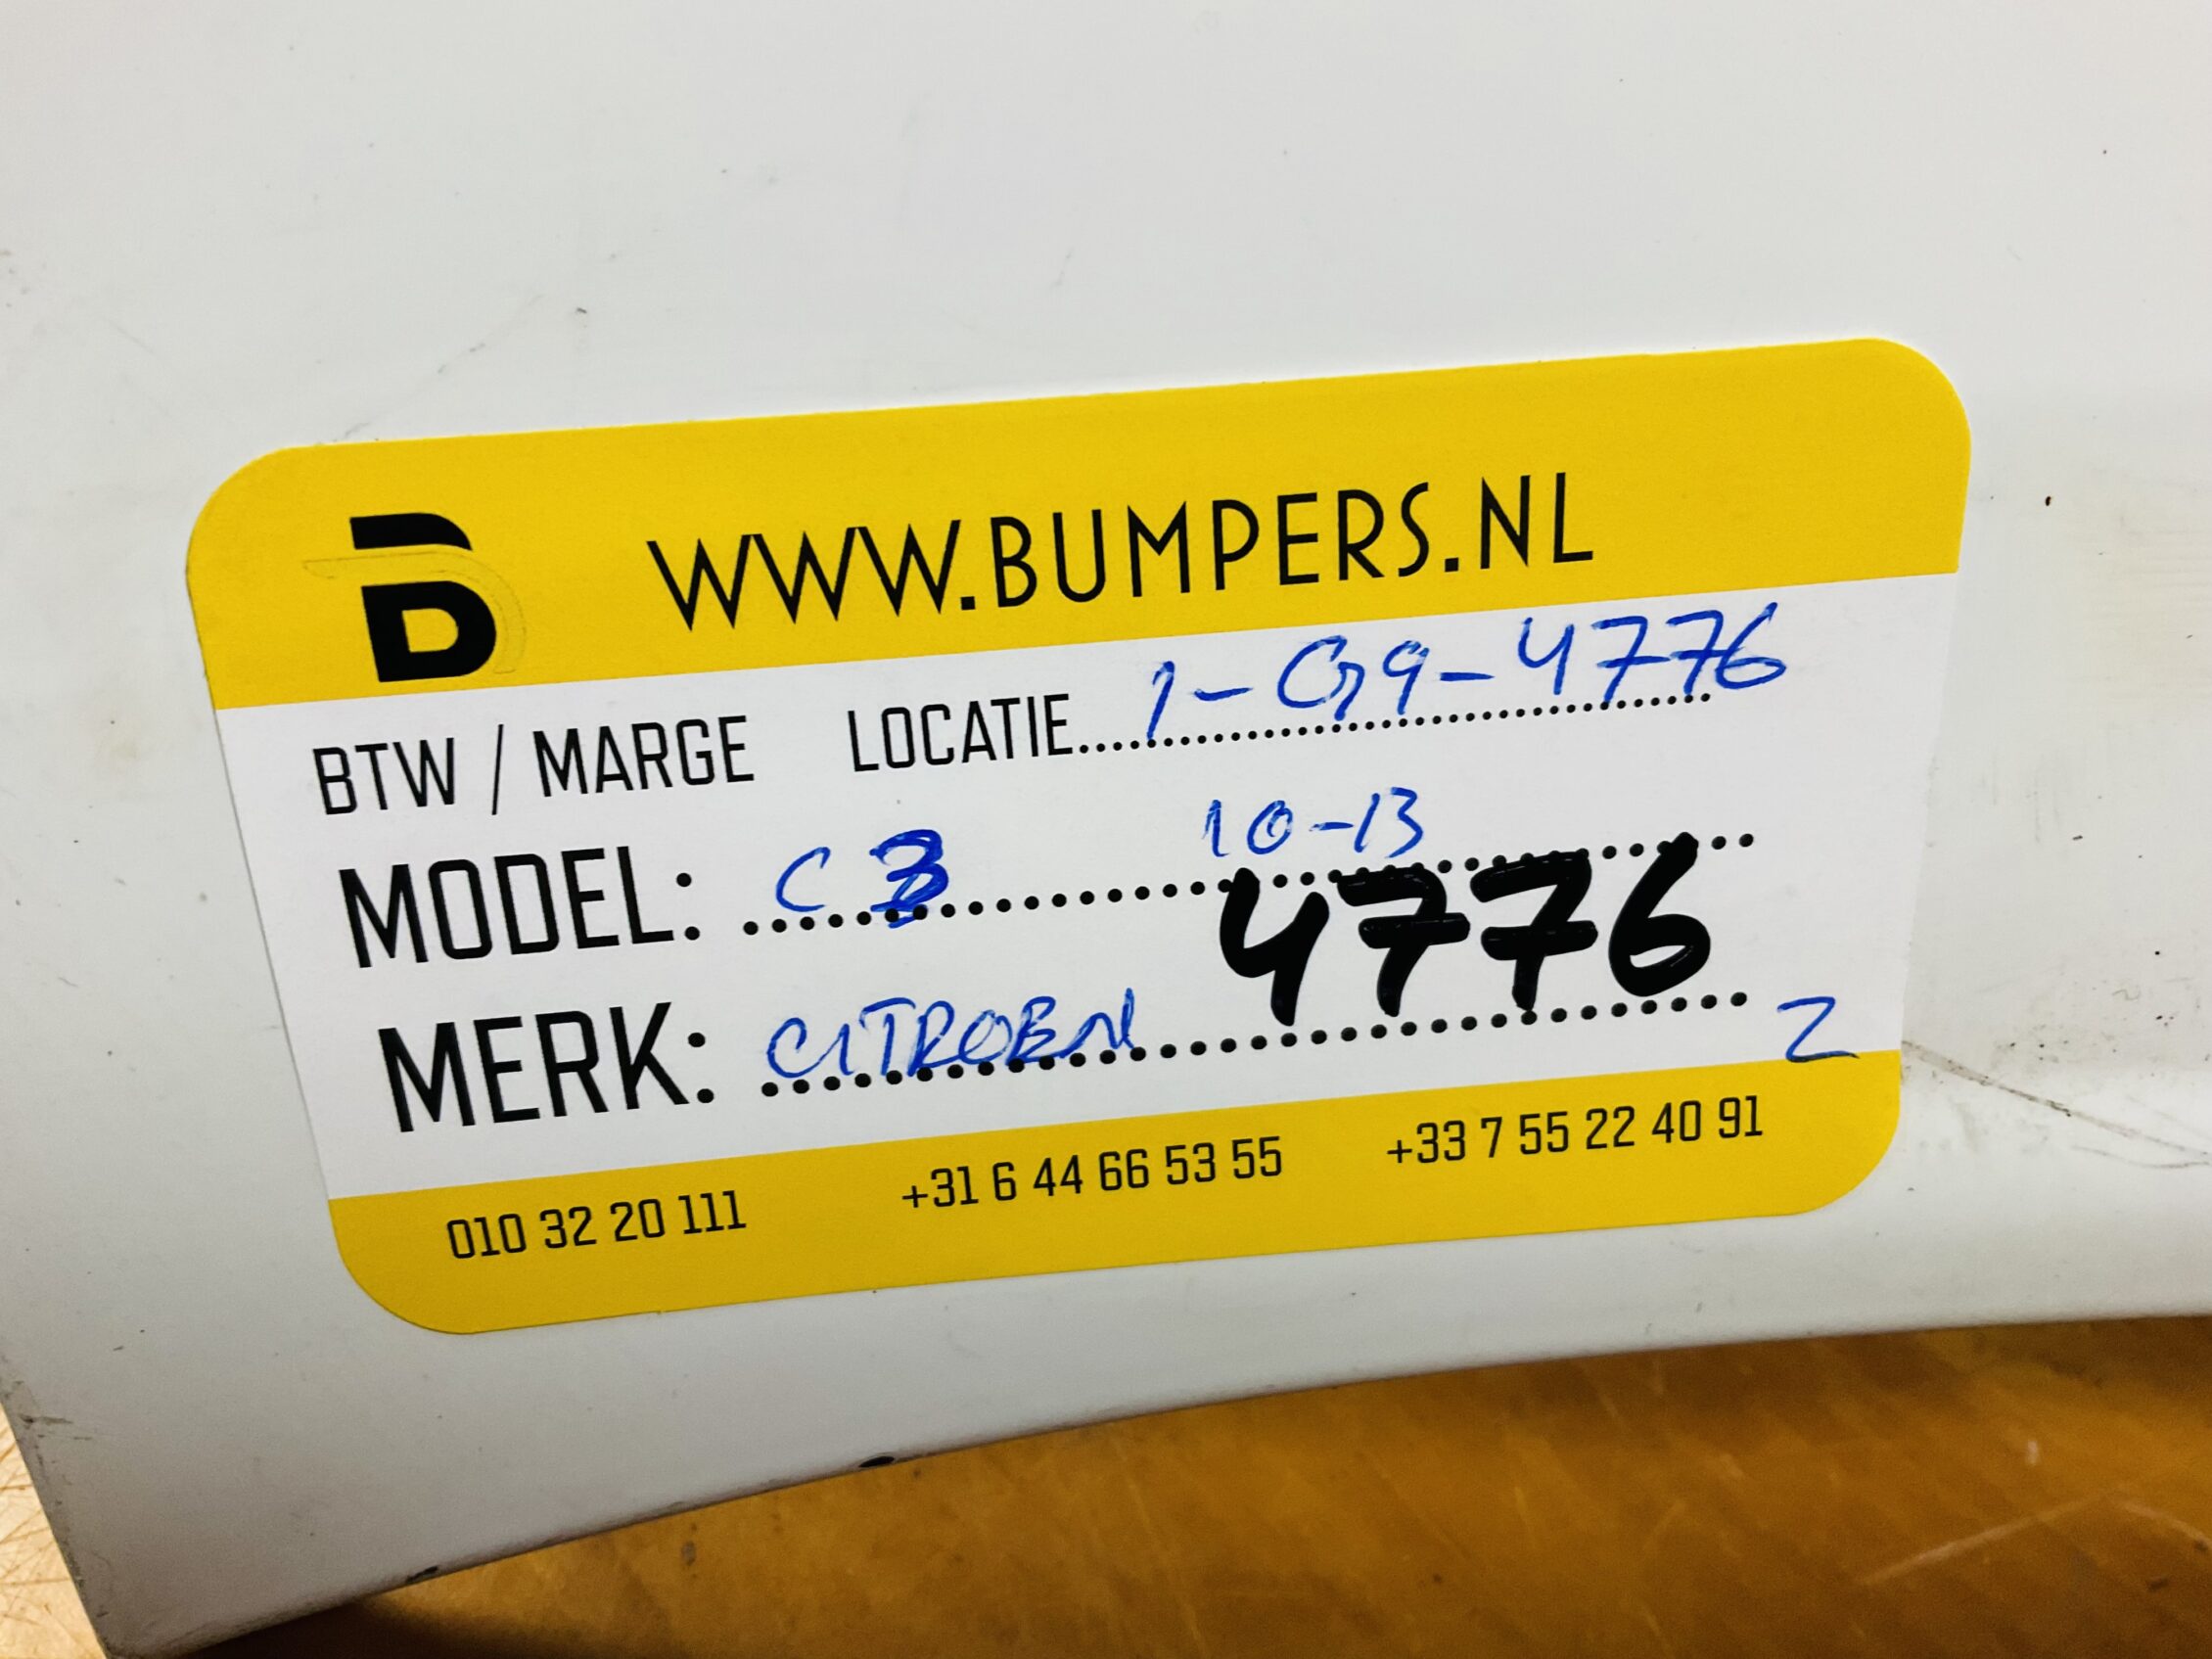 B WWW.BUMPERS.NL
BTW / MARGE LOCATIE.... 1-G9-4776
10-13
MODEL: C3
4776
MERK: CITROEN
2
010 32 20 111 +31 6 44 66 53 55 +33 7 55 22 40 91